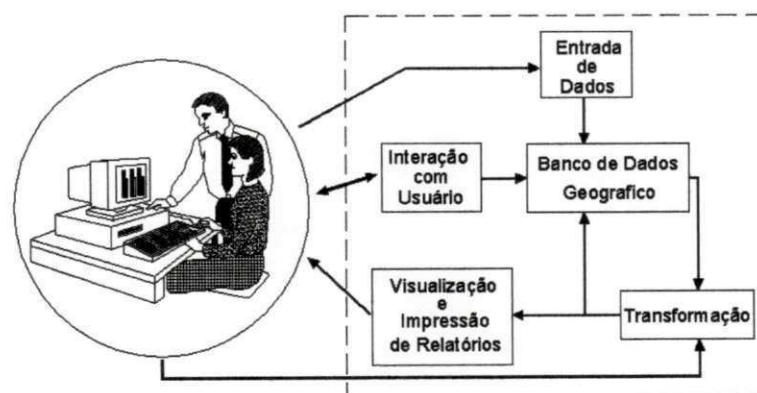 Entrada
de
Dados
Interação
com
Usuário
Banco de Dados
Geografico
Visualização
e
Impressão
de Relatórios
Transformação